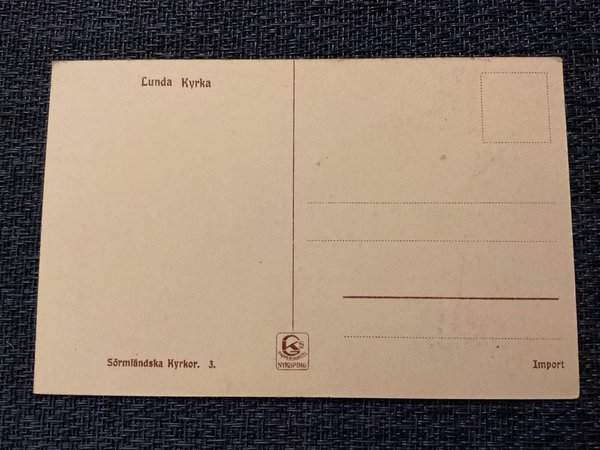 Lunda Kyrka
Sörmländska Kyrkor. 3.
NYKÖPING
Import